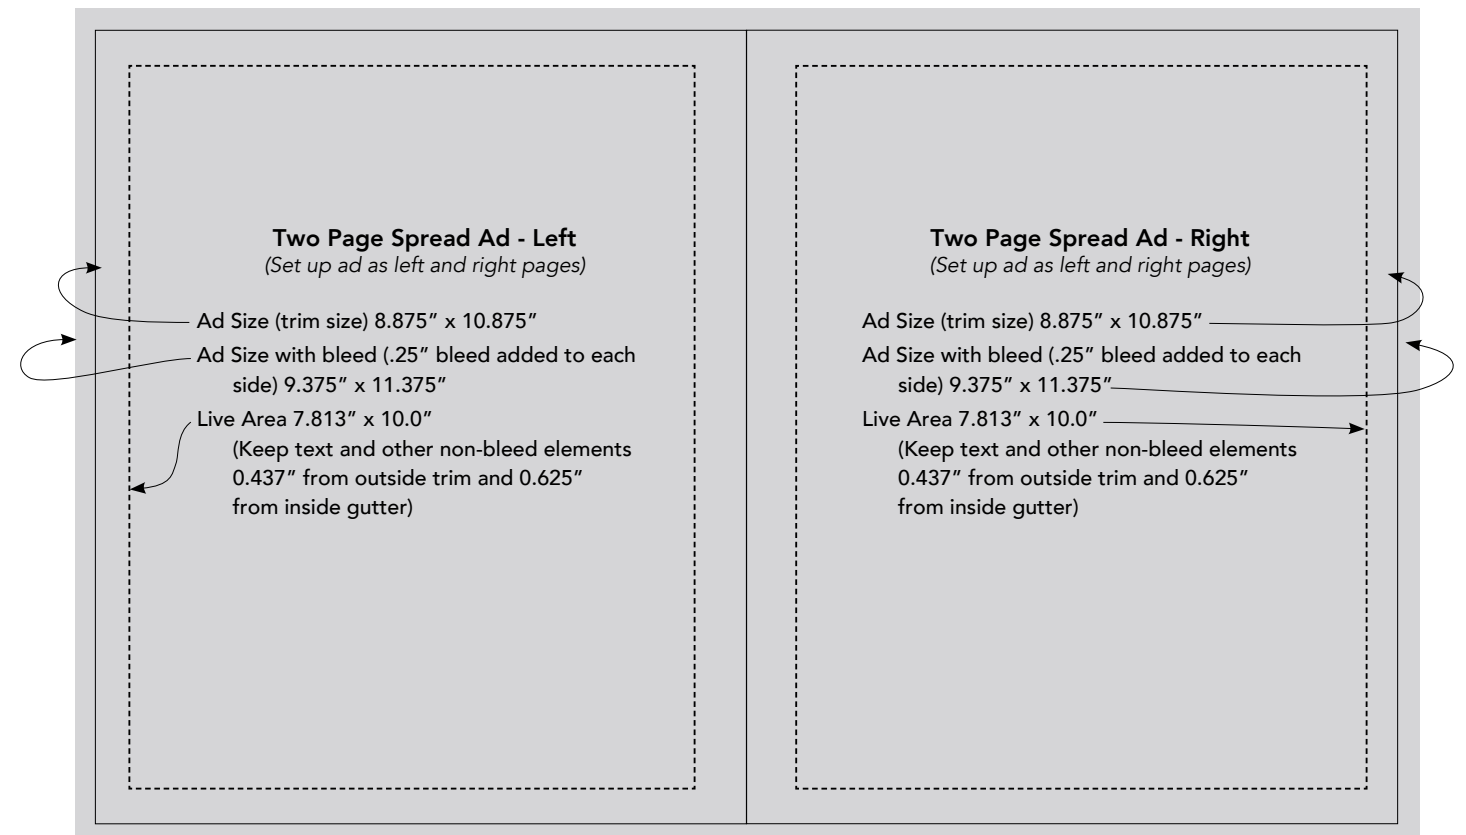 Two Page Spread Ad - Left
(Set up ad as left and right pages)
Ad Size (trim size) 8.875” x 10.875”
Ad Size with bleed (.25” bleed added to each
side) 9.375” x 11.375”
Live Area 7.813” x 10.0”
(Keep text and other non-bleed elements
0.437” from outside trim and 0.625”
from inside gutter)
Two Page Spread Ad - Right
(Set up ad as left and right pages)
Ad Size (trim size) 8.875” x 10.875”
Ad Size with bleed (.25” bleed added to each
side) 9.375” x 11.375”
Live Area 7.813” x 10.0”
(Keep text and other non-bleed elements
0.437” from outside trim and 0.625”
from inside gutter)